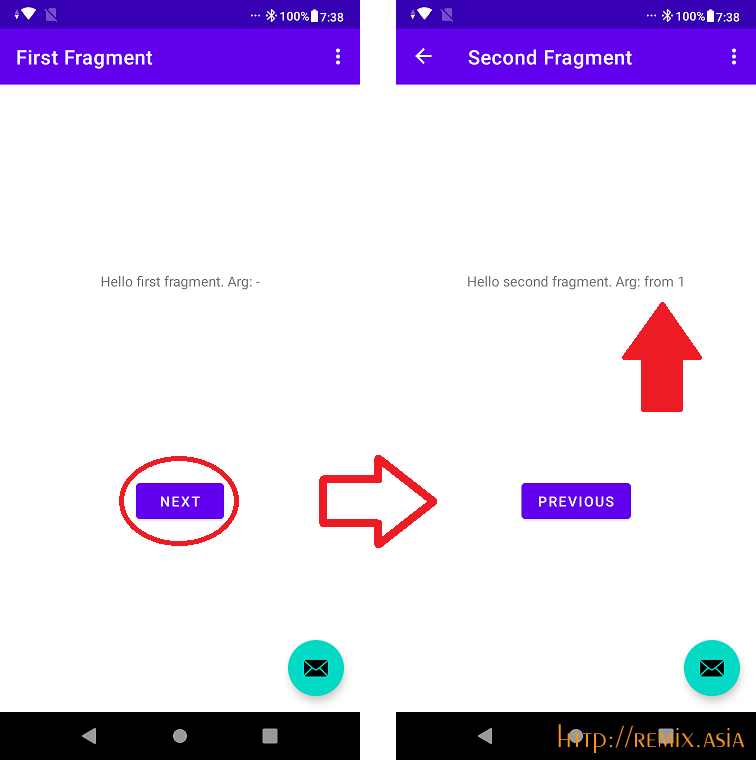 100% 7:38
First Fragment
Hello first fragment. Arg: -
NEXT
100% 7:38
Second Fragment
Hello second fragment. Arg: from 1
PREVIOUS
http://remix.asia